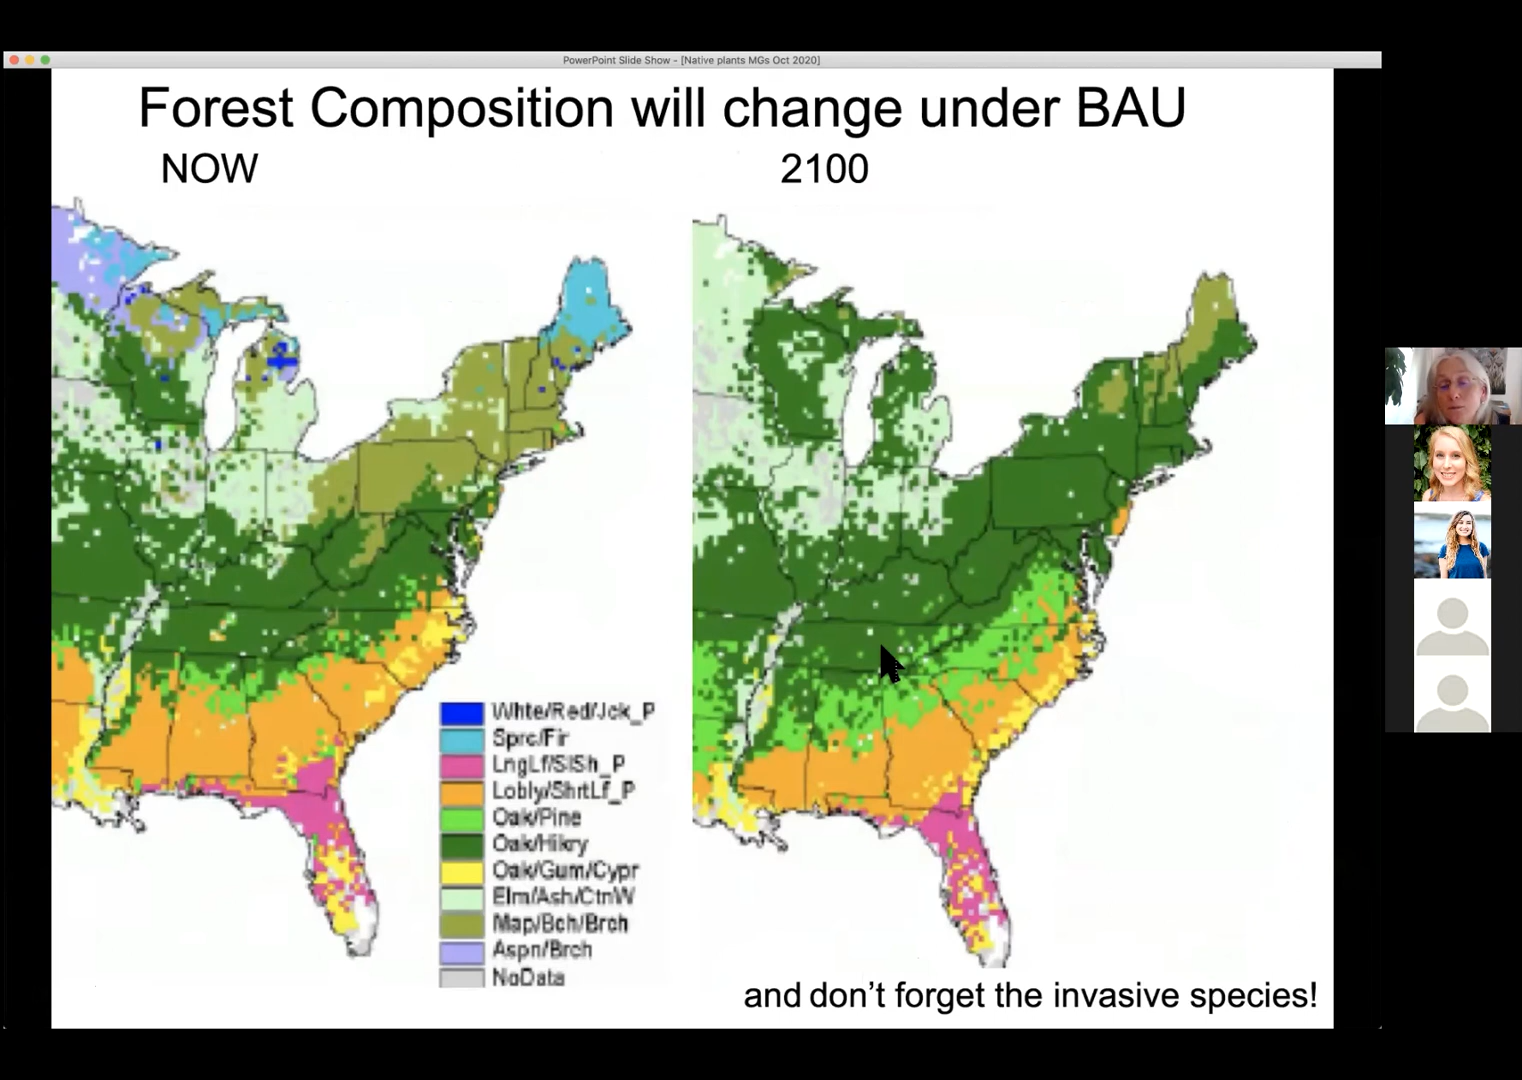 PowerPoint Slide Show - [Native plants MGs Oct 2020]
Forest Composition will change under BAU
NOW
2100
Whte/Red/Jck_P
Sprc/Fir
LngLf/SlSh_P
Lobly/ShrtLf_P
Oak/Pine
Oak/Hikry
Oak/Gum/Cypr
Elm/Ash/CtnW
Map/Bch/Brch
Aspn/Brch
NoData
and don't forget the invasive species!